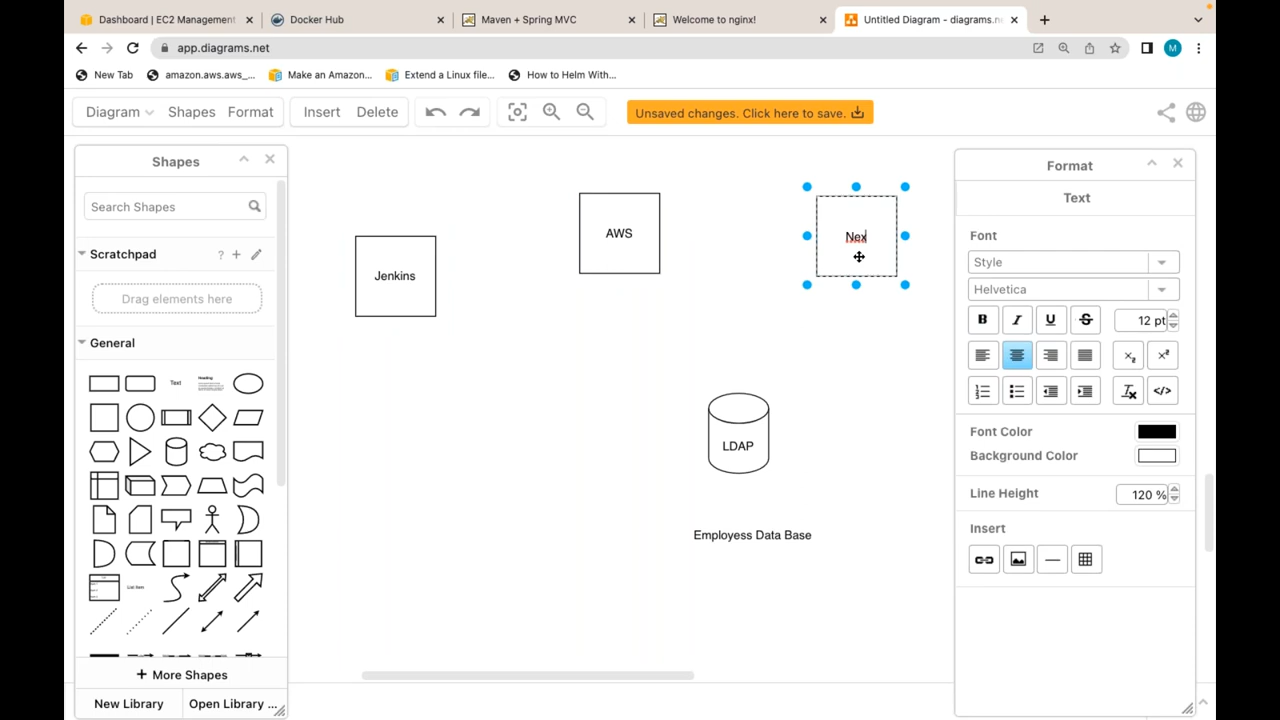 Dashboard | EC2 Management
Docker Hub
Maven + Spring MVC
Welcome to nginx!
Untitled Diagram - diagrams.n
app.diagrams.net
M
New Tab
amazon.aws.aws_...
Make an Amazon...
Extend a Linux file...
How to Helm With...
Diagram
Shapes
Format
Insert
Delete
Unsaved changes. Click here to save.
Shapes
Search Shapes
Scratchpad
?
Drag elements here
General
Text
Heading
List Item
+ More Shapes
New Library
Open Library ...
Jenkins
AWS
Nex
LDAP
Employess Data Base
Format
Text
Font
Style
Helvetica
B
I
U
S
12 pt
Font Color
Background Color
Line Height
120 %
Insert